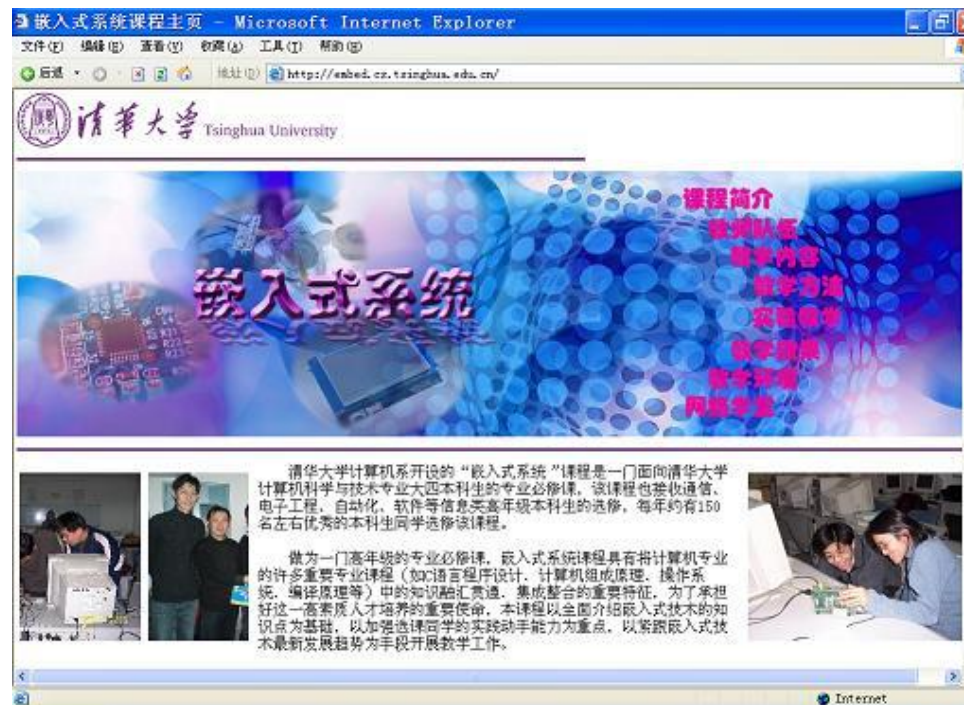 嵌入式系统课程主页 - Microsoft Internet Explorer
文件(F) 编辑(E) 查看(V) 收藏(A) 工具(T) 帮助(H)
后退 地址(D) http://embed.cs.tsinghua.edu.cn/
清华大学 Tsinghua University
课程简介
教师队伍
教学内容
教学方法
实验教学
教学效果
教学环境
网络学堂
嵌入式系统
清华大学计算机系开设的“嵌入式系统 ”课程是一门面向清华大学
计算机科学与技术专业大四本科生的专业必修课，该课程也接收通信、
电子工程、自动化、软件等信息类高年级本科生的选修，每年约有150
名左右优秀的本科生同学选修该课程。
做为一门高年级的专业必修课，嵌入式系统课程具有将计算机专业
的许多重要专业课程（如C语言程序设计、计算机组成原理、操作系
统、编译原理等）中的知识融汇贯通、集成整合的重要特征，为了承担
好这一高素质人才培养的重要使命，本课程以全面介绍嵌入式技术的知
识点为基础，以加强选课同学的实践动手能力为重点，以紧跟嵌入式技
术最新发展趋势为手段开展教学工作。
Internet